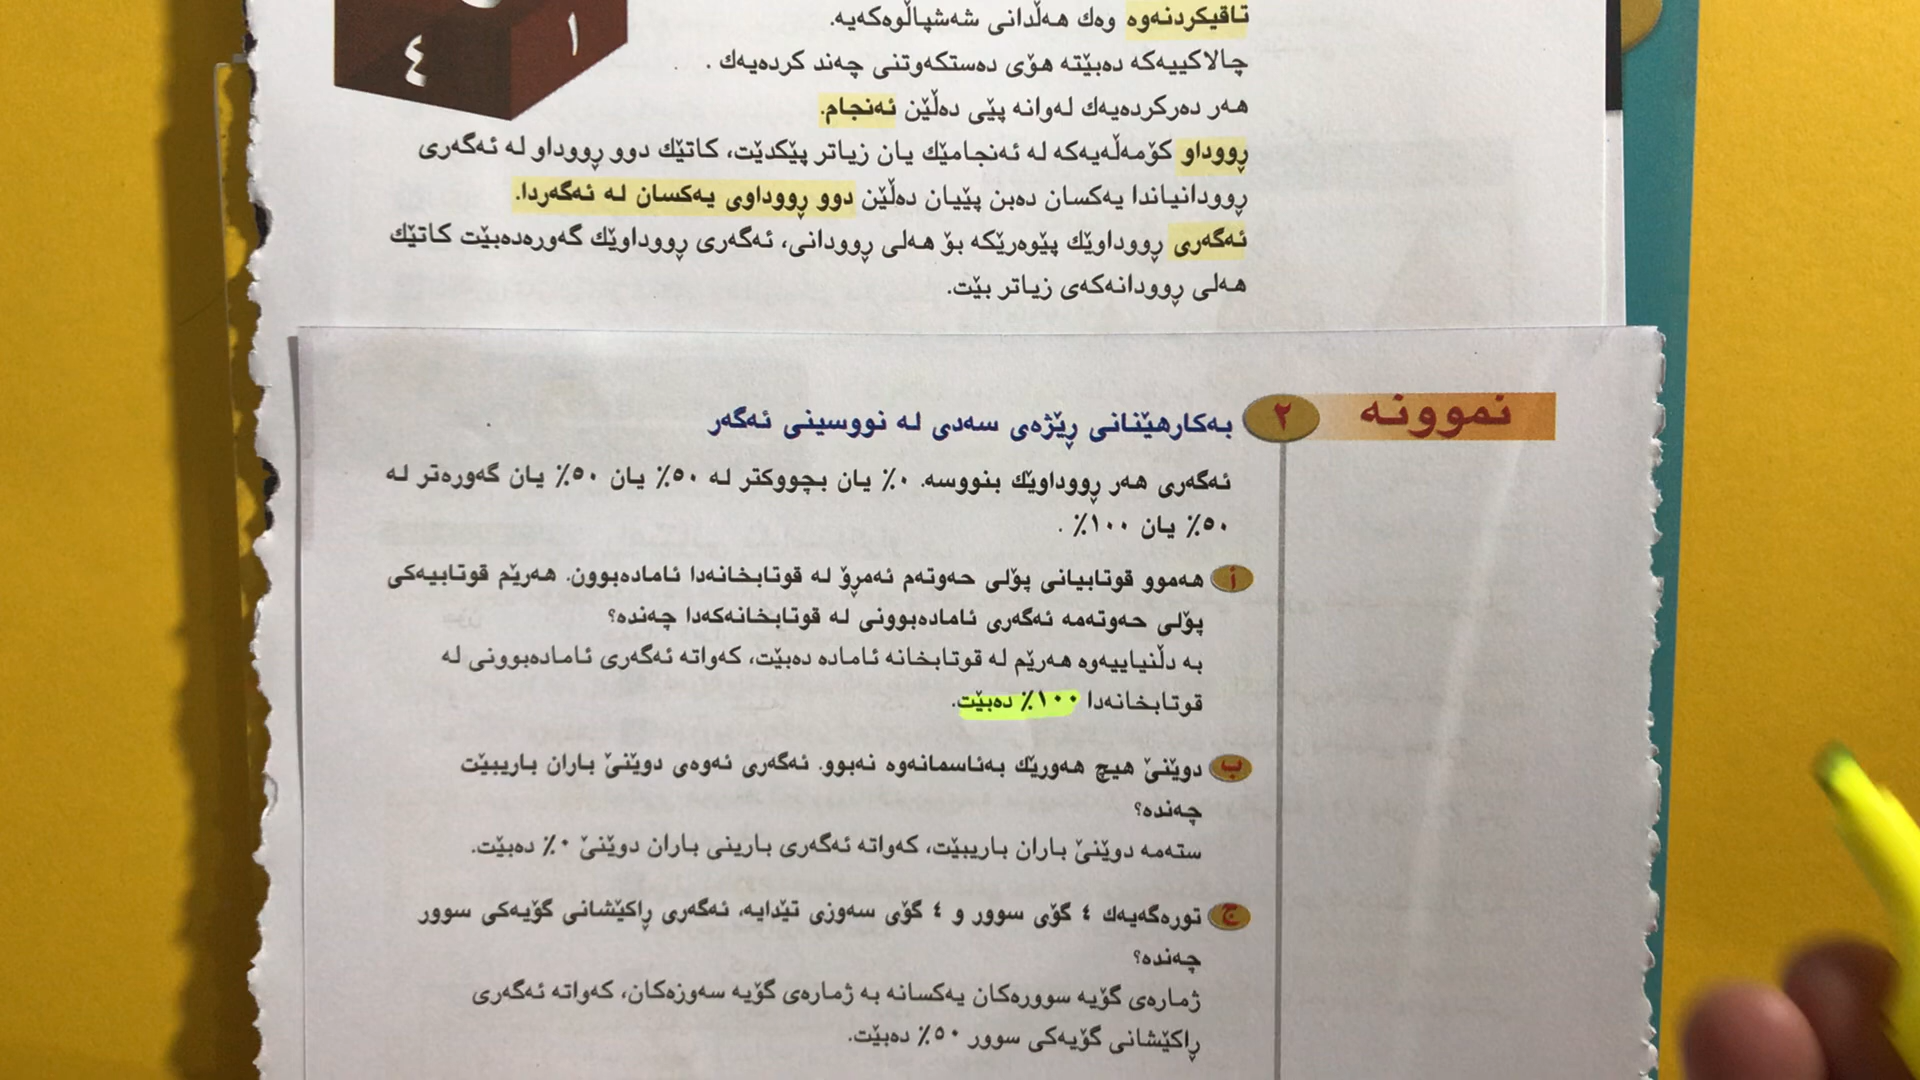 ٤
١
تاقیکردنەوە وەك هەڵدانی شەشپاڵوەکەیە.
چالاکییەکە دەبێتە هۆی دەستکەوتنی چەند کردەیەك .
هەر دەرکردەیەك لەوانە پێی دەڵێن ئەنجام.
ڕووداو کۆمەڵەیەکە لە ئەنجامێك یان زیاتر پێکدێت، کاتێك دوو ڕووداو لە ئەگەری
ڕوودانیاندا یەکسان دەبن پێیان دەڵێن دوو ڕووداوی یەکسان لە ئەگەردا.
ئەگەری ڕووداوێك پێوەرێکە بۆ هەلی ڕوودانی، ئەگەری ڕووداوێك گەورەدەبێت کاتێك
هەلی ڕوودانەکەی زیاتر بێت.
نموونە ٢ بەکارهێنانی ڕێژەی سەدی لە نووسینی ئەگەر
ئەگەری هەر ڕووداوێك بنووسە. ٠٪ یان بچووکتر لە ٥٠٪ یان ٥٠٪ یان گەورەتر لە
٥٠٪ یان ١٠٠٪ .
أ هەموو قوتابیانی پۆلی حەوتەم ئەمڕۆ لە قوتابخانەدا ئامادەبوون. هەرێم قوتابیەکی
پۆلی حەوتەمە ئەگەری ئامادەبوونی لە قوتابخانەکەدا چەندە؟
بە دڵنیاییەوە هەرێم لە قوتابخانە ئامادە دەبێت، کەواتە ئەگەری ئامادەبوونی لە
قوتابخانەدا ١٠٠٪ دەبێت.
ب دوێنێ هیچ هەورێك بەئاسمانەوە نەبوو. ئەگەری ئەوەی دوێنێ باران باریبێت
چەندە؟
ستەمە دوێنێ باران باریبێت، کەواتە ئەگەری بارینی باران دوێنێ ٠٪ دەبێت.
ج تورەگەیەك ٤ گۆی سوور و ٤ گۆی سەوزی تێدایە، ئەگەری ڕاکێشانی گۆیەکی سوور
چەندە؟
ژمارەی گۆیە سوورەکان یەکسانە بە ژمارەی گۆیە سەوزەکان، کەواتە ئەگەری
ڕاکێشانی گۆیەکی سوور ٥٠٪ دەبێت.